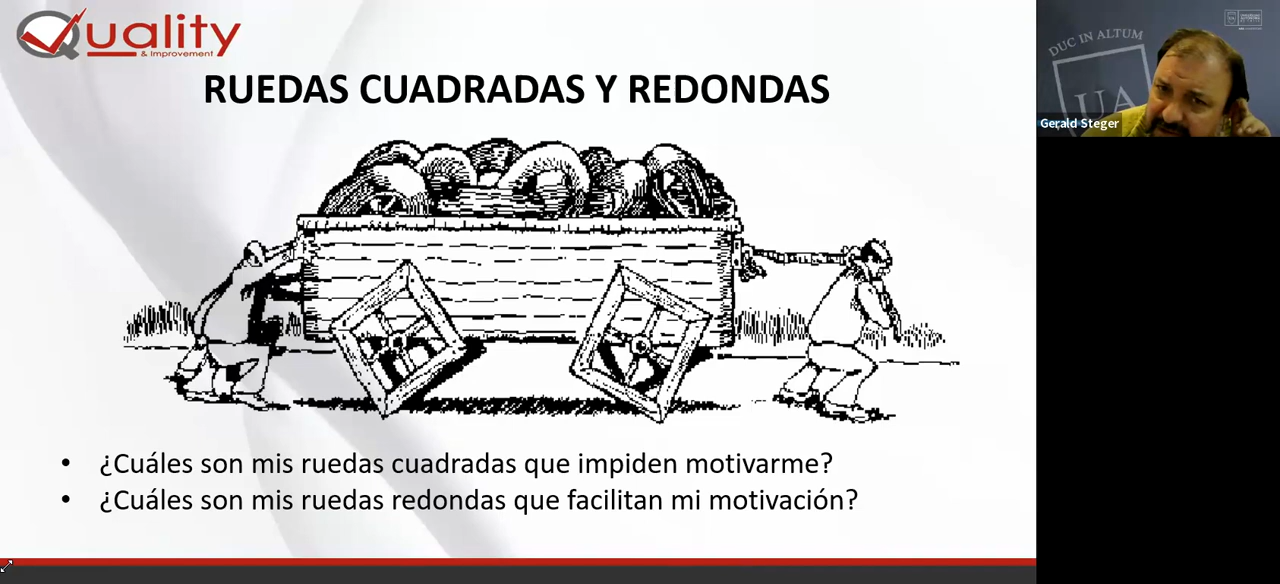 Quality
& Improvement
RUEDAS CUADRADAS Y REDONDAS
• ¿Cuáles son mis ruedas cuadradas que impiden motivarme?
• ¿Cuáles son mis ruedas redondas que facilitan mi motivación?
DUC IN ALTUM
UA
Gerald Steger